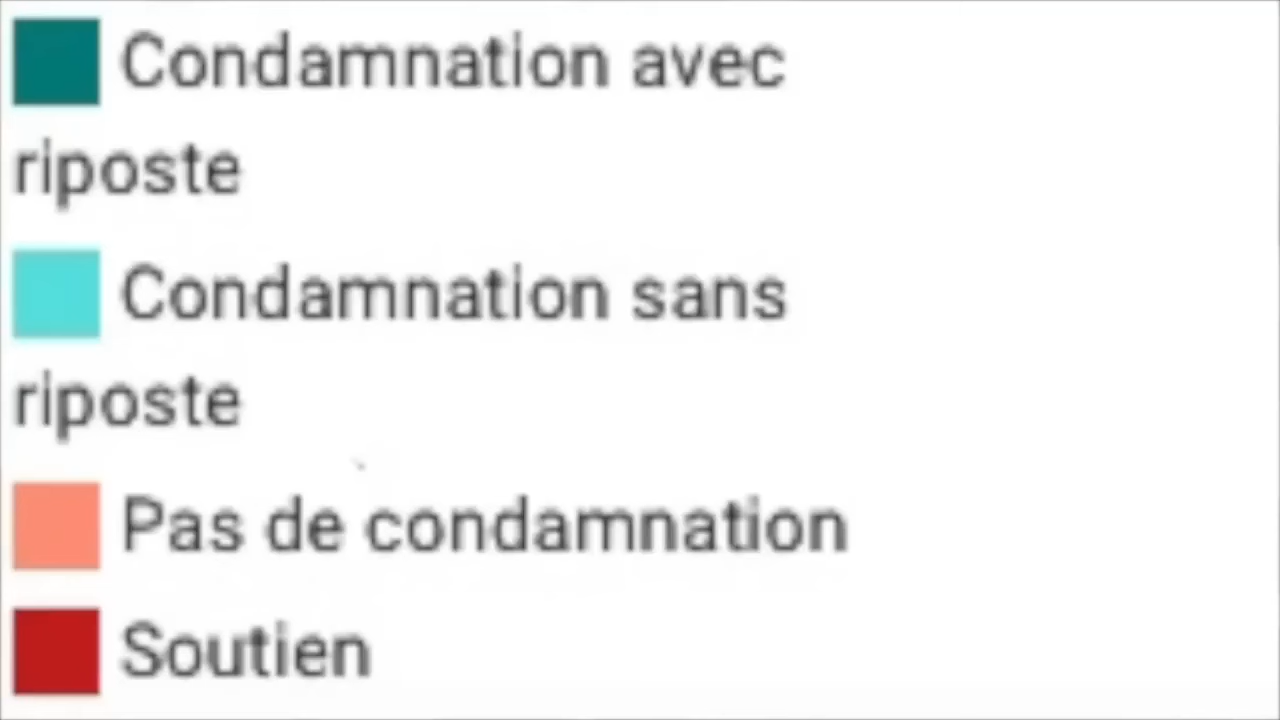 Condamnation avec
riposte
Condamnation sans
riposte
Pas de condamnation
Soutien